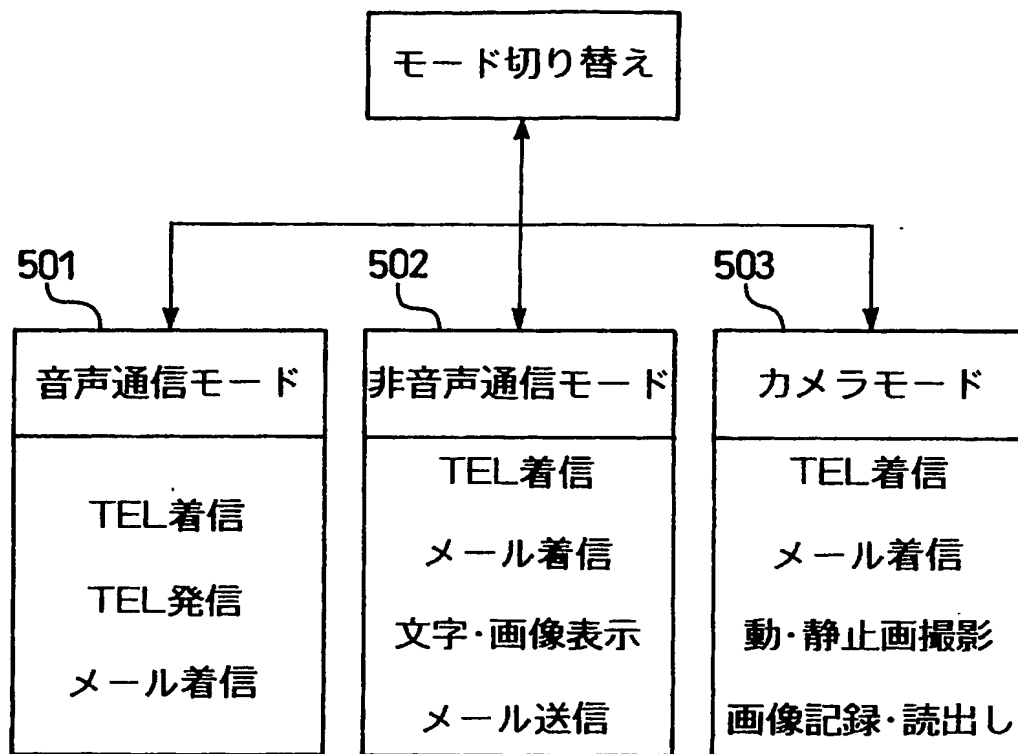 モード切り替え
501
音声通信モード
TEL着信
TEL発信
メール着信
502
非音声通信モード
TEL着信
メール着信
文字・画像表示
メール送信
503
カメラモード
TEL着信
メール着信
動・静止画撮影
画像記録・読出し